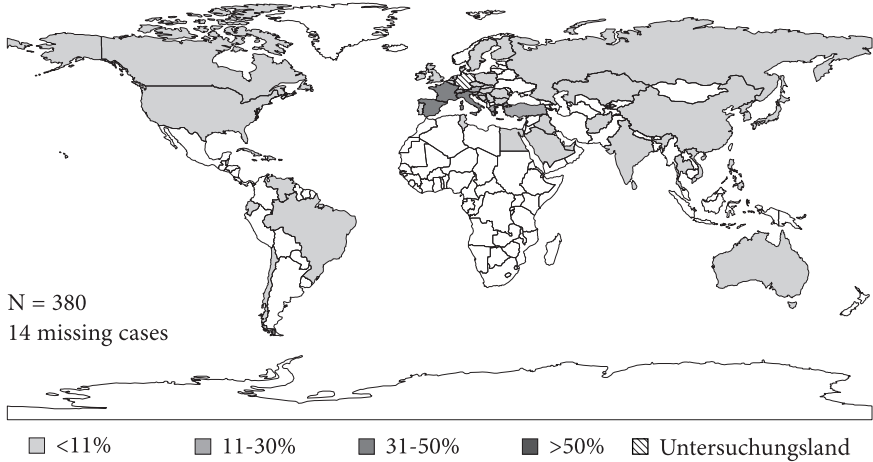 N = 380
14 missing cases
<11% 11-30% 31-50% >50% Untersuchungsland